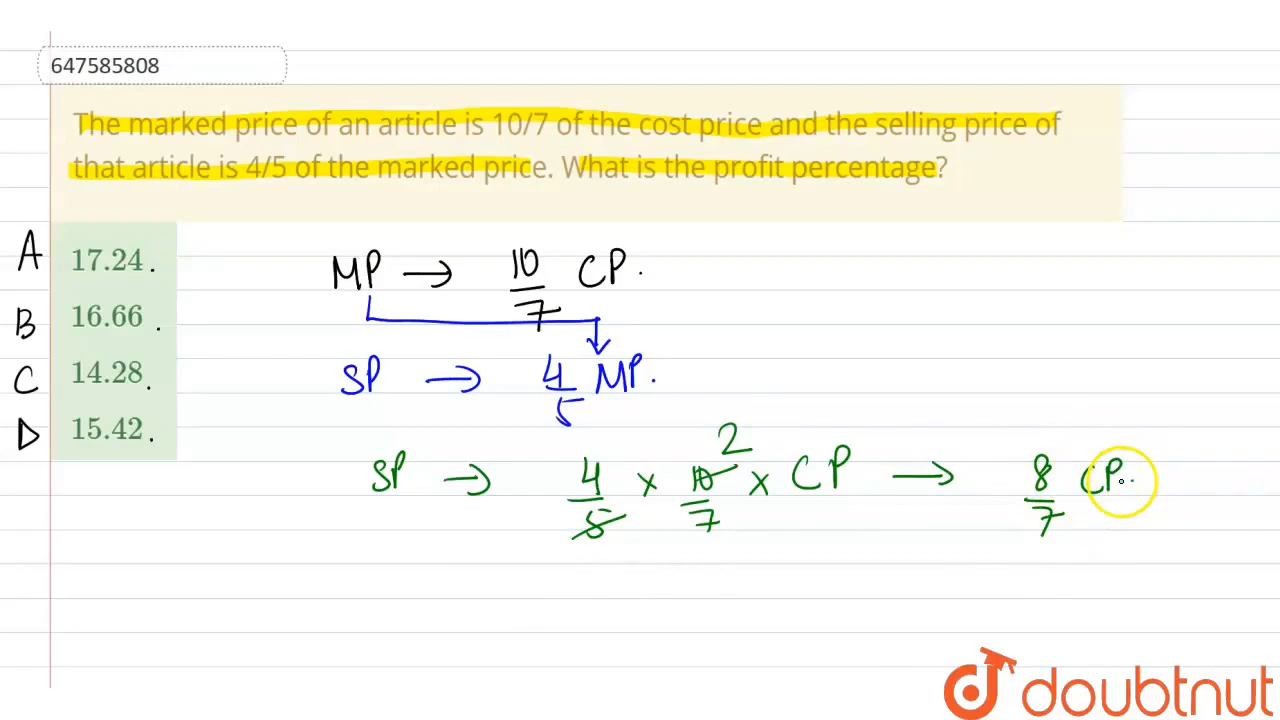 647585808
The marked price of an article is 10/7 of the cost price and the selling price of
that article is 4/5 of the marked price. What is the profit percentage?
A 17.24.
B 16.66.
C 14.28.
D 15.42.
MP → 10/7 CP.
SP → 4/5 MP.
SP → 4/5 × 10/7 × CP → 8/7 CP.
2
doubtnut